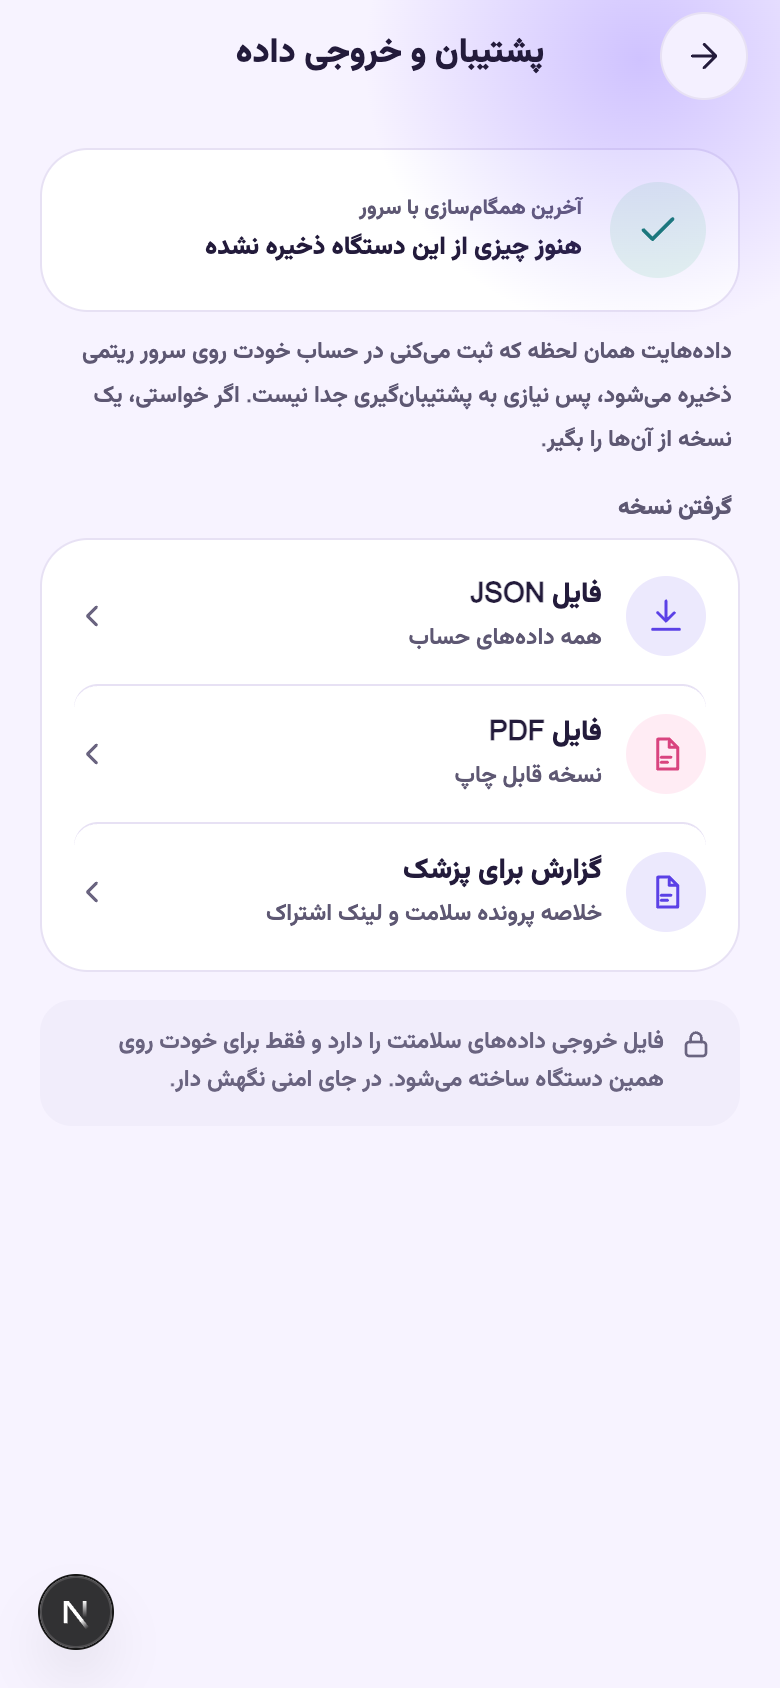 پشتیبان و خروجی داده
آخرین همگام‌سازی با سرور
هنوز چیزی از این دستگاه ذخیره نشده
داده‌هایت همان لحظه که ثبت می‌کنی در حساب خودت روی سرور ریتمی
ذخیره می‌شود، پس نیازی به پشتیبان‌گیری جدا نیست. اگر خواستی، یک
نسخه از آن‌ها را بگیر.
گرفتن نسخه
فایل JSON
همه داده‌های حساب
فایل PDF
نسخه قابل چاپ
گزارش برای پزشک
خلاصه پرونده سلامت و لینک اشتراک
فایل خروجی داده‌های سلامتت را دارد و فقط برای خودت روی
همین دستگاه ساخته می‌شود. در جای امنی نگهش دار.
N